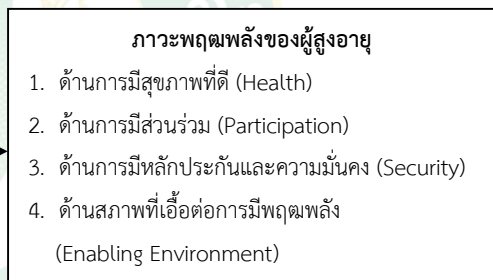 ภาวะพฤฒพลังของผู้สูงอายุ
1. ด้านการมีสุขภาพที่ดี (Health)
2. ด้านการมีส่วนร่วม (Participation)
3. ด้านการมีหลักประกันและความมั่นคง (Security)
4. ด้านสภาพที่เอื้อต่อการมีพฤฒพลัง
(Enabling Environment)